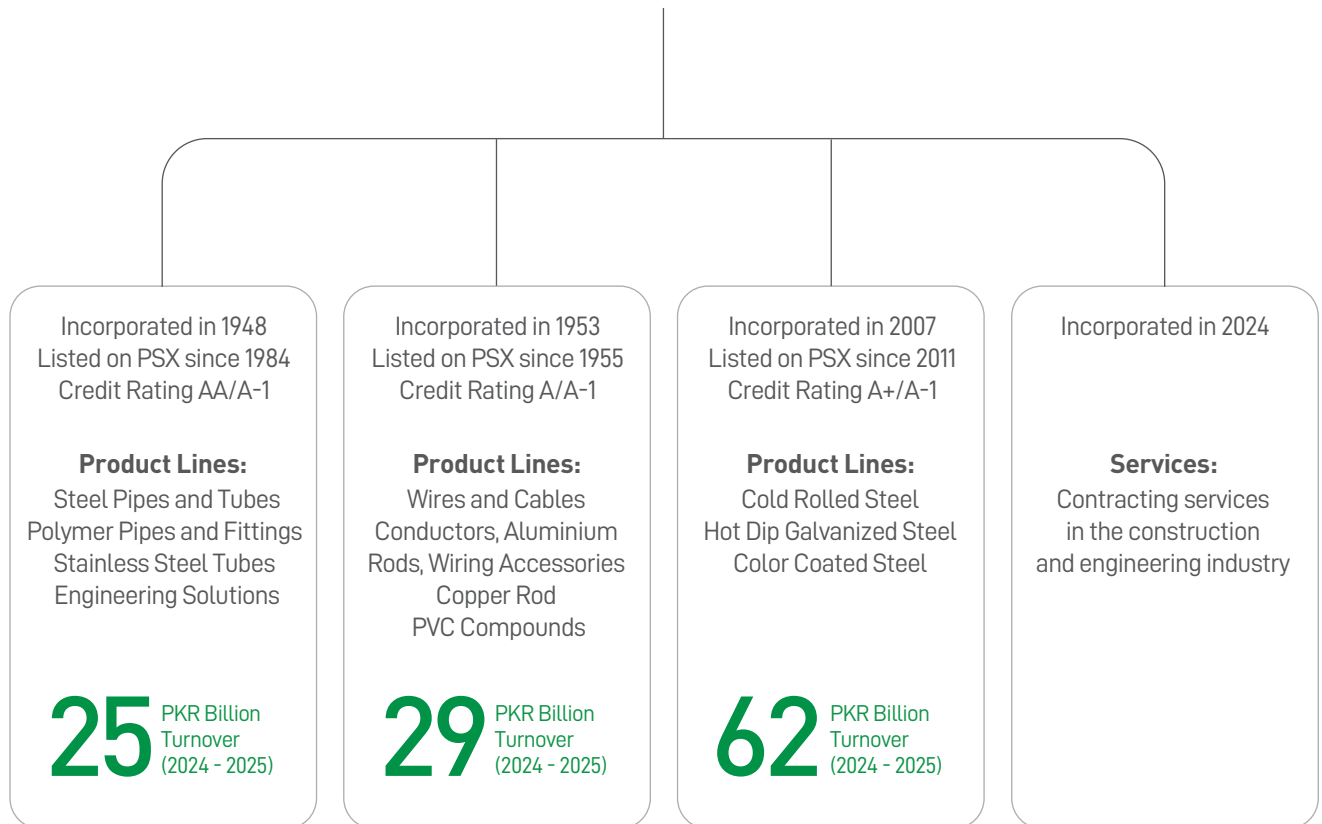 Incorporated in 1948
Listed on PSX since 1984
Credit Rating AA/A-1
Product Lines:
Steel Pipes and Tubes
Polymer Pipes and Fittings
Stainless Steel Tubes
Engineering Solutions
25
PKR Billion
Turnover
(2024 - 2025)
Incorporated in 1953
Listed on PSX since 1955
Credit Rating A/A-1
Product Lines:
Wires and Cables
Conductors, Aluminium
Rods, Wiring Accessories
Copper Rod
PVC Compounds
29
PKR Billion
Turnover
(2024 - 2025)
Incorporated in 2007
Listed on PSX since 2011
Credit Rating A+/A-1
Product Lines:
Cold Rolled Steel
Hot Dip Galvanized Steel
Color Coated Steel
62
PKR Billion
Turnover
(2024 - 2025)
Incorporated in 2024
Services:
Contracting services
in the construction
and engineering industry